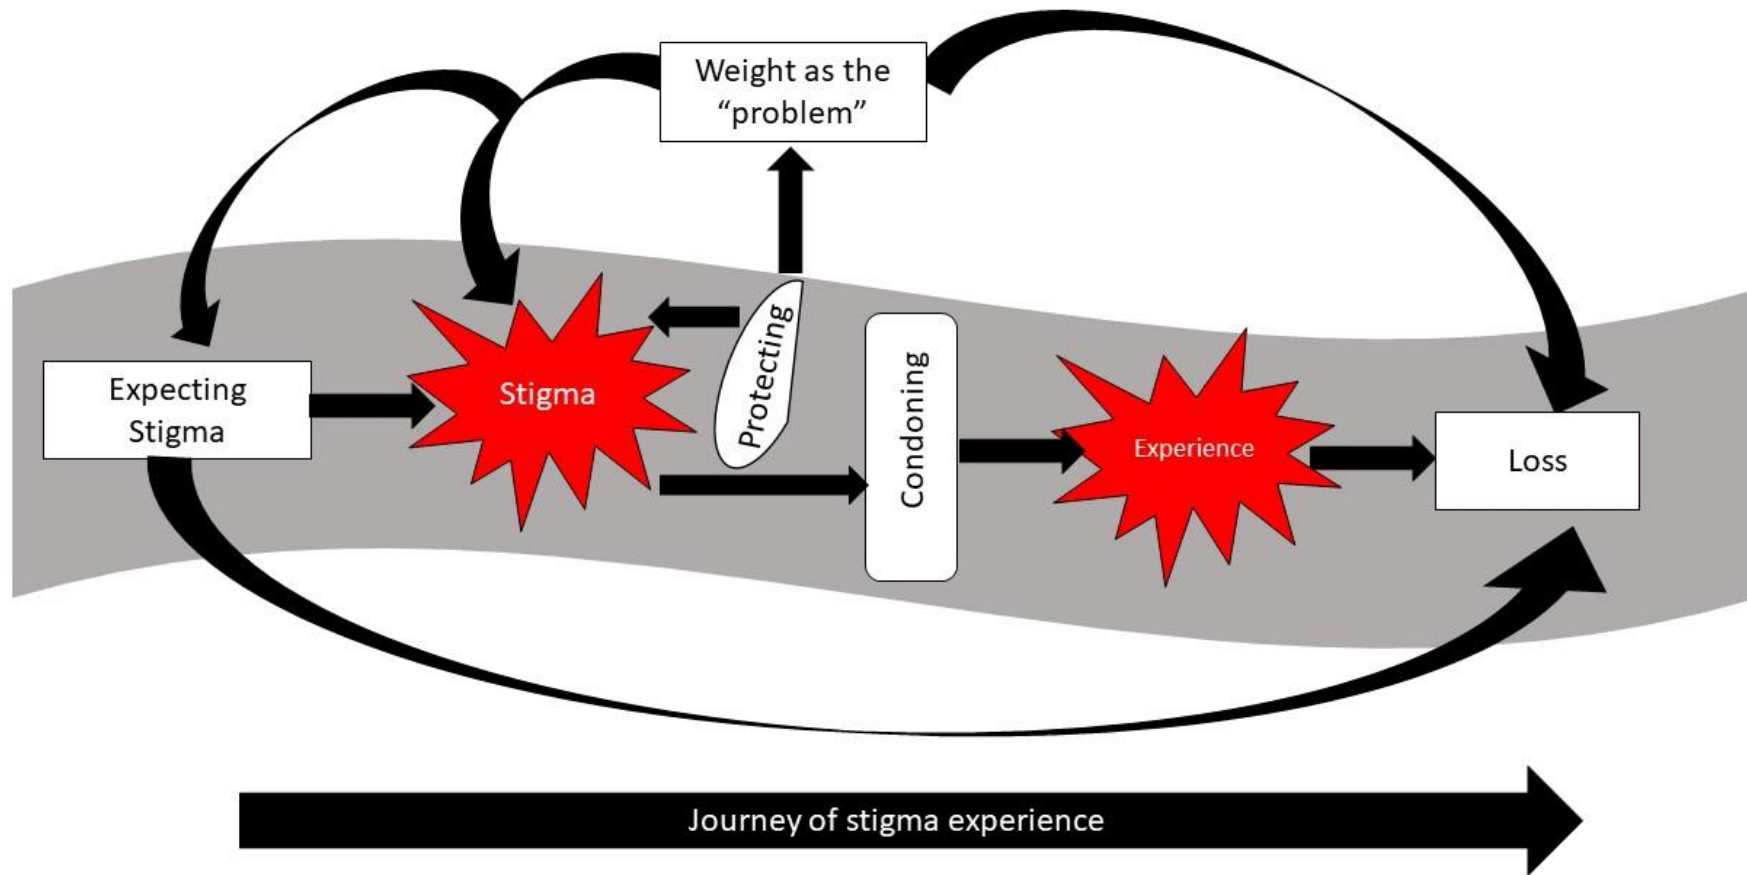 Weight as the
“problem”
Expecting
Stigma
Stigma
Protecting
Condoning
Experience
Loss
Journey of stigma experience